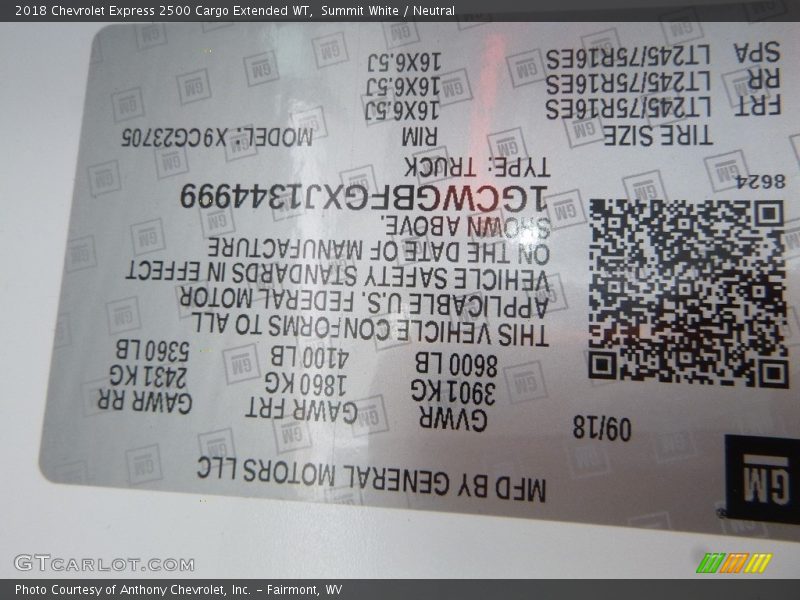 2018 Chevrolet Express 2500 Cargo Extended WT, Summit White / Neutral
GM
MFD BY GENERAL MOTORS LLC
09/18
GVWR GAWR FRT GAWR RR
3901 KG 1860 KG 2431 KG
8600 LB 4100 LB 5360 LB
THIS VEHICLE CONFORMS TO ALL
APPLICABLE U.S. FEDERAL MOTOR
VEHICLE SAFETY STANDARDS IN EFFECT
ON THE DATE OF MANUFACTURE
SHOWN ABOVE.
1GCWGBFGXJ1344999
8624
TYPE: TRUCK
MODEL: X9CG23705
TIRE SIZE RIM
FRT LT245/75R16ES 16X6.5J
RR LT245/75R16ES 16X6.5J
SPA LT245/75R16ES 16X6.5J
GTCARLOT.COM
Photo Courtesy of Anthony Chevrolet, Inc. – Fairmont, WV